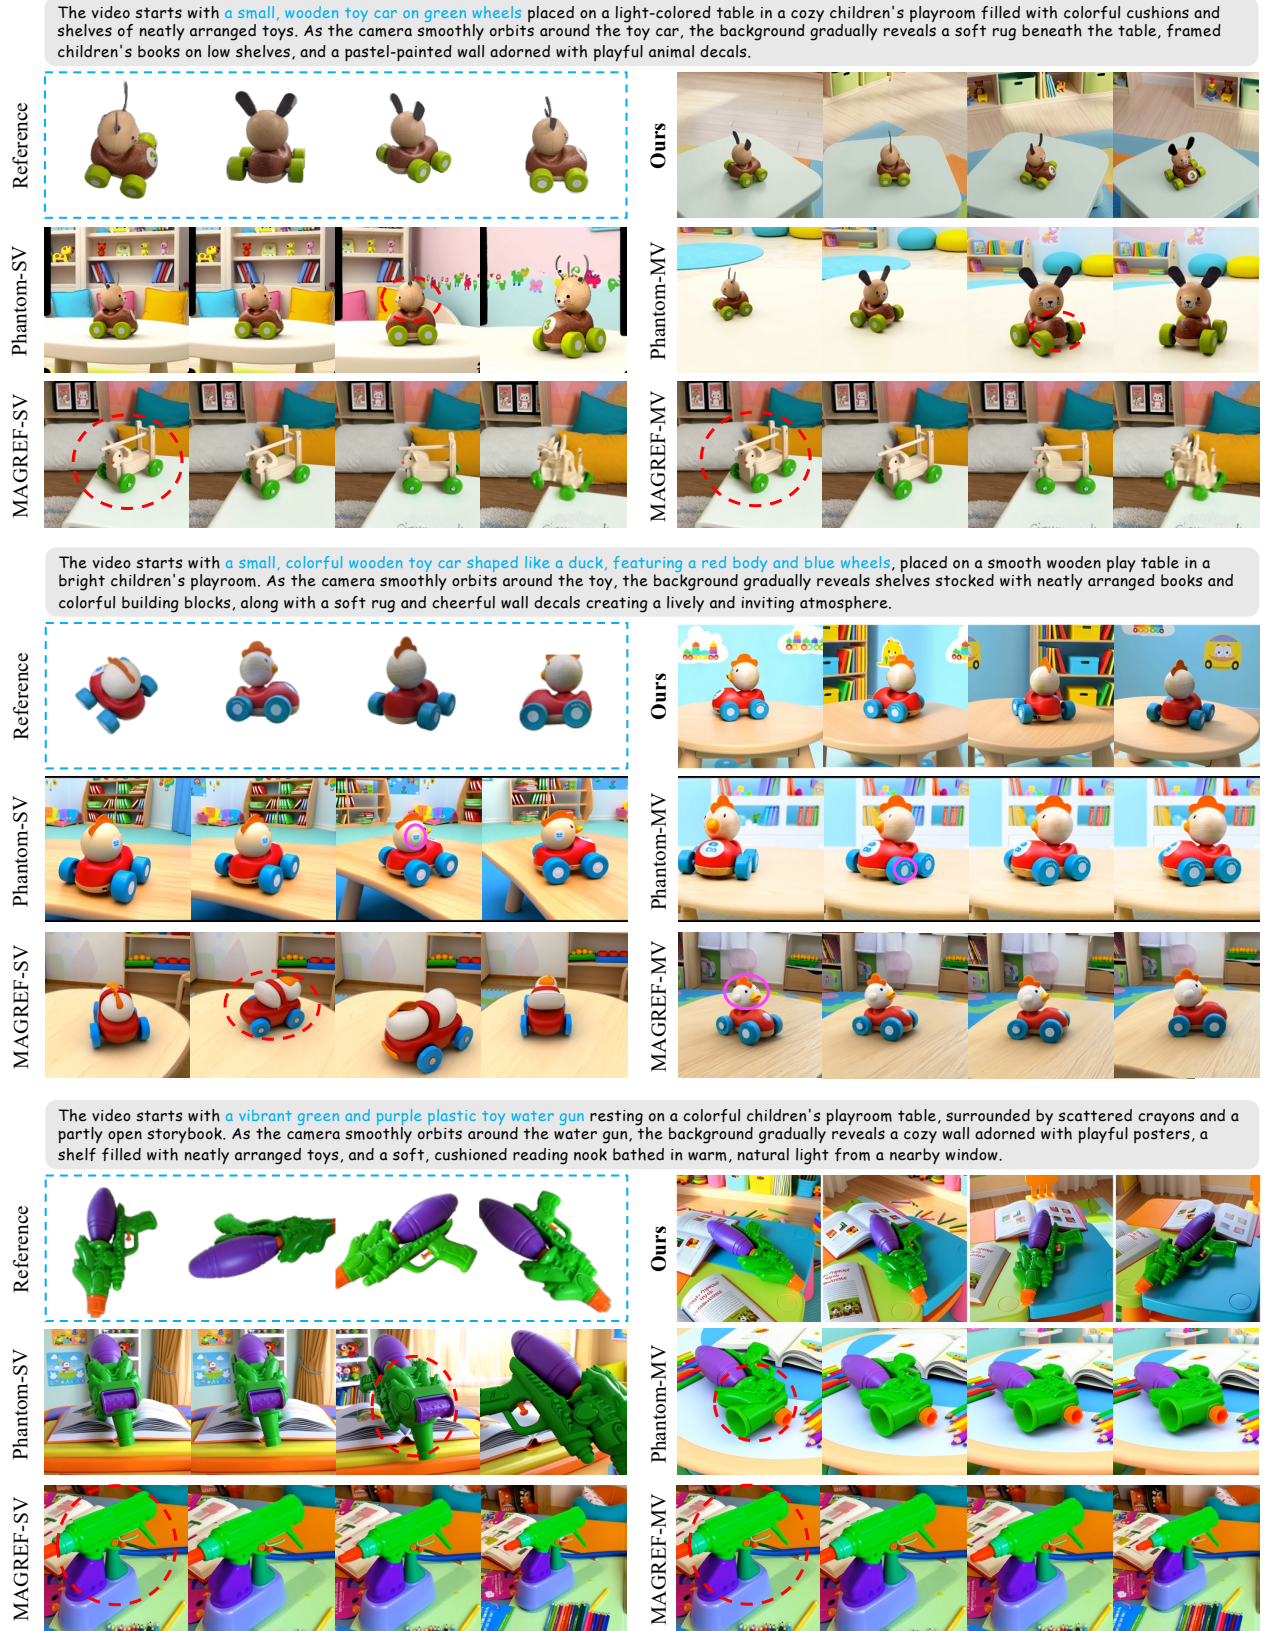 The video starts with a small, wooden toy car on green wheels placed on a light-colored table in a cozy children's playroom filled with colorful cushions and
shelves of neatly arranged toys. As the camera smoothly orbits around the toy car, the background gradually reveals a soft rug beneath the table, framed
children's books on low shelves, and a pastel-painted wall adorned with playful animal decals.
Reference
Ours
Phantom-SV
Phantom-MV
MAGREF-SV
MAGREF-MV
The video starts with a small, colorful wooden toy car shaped like a duck, featuring a red body and blue wheels, placed on a smooth wooden play table in a
bright children's playroom. As the camera smoothly orbits around the toy, the background gradually reveals shelves stocked with neatly arranged books and
colorful building blocks, along with a soft rug and cheerful wall decals creating a lively and inviting atmosphere.
Reference
Ours
Phantom-SV
Phantom-MV
MAGREF-SV
MAGREF-MV
The video starts with a vibrant green and purple plastic toy water gun resting on a colorful children's playroom table, surrounded by scattered crayons and a
partly open storybook. As the camera smoothly orbits around the water gun, the background gradually reveals a cozy wall adorned with playful posters, a
shelf filled with neatly arranged toys, and a soft, cushioned reading nook bathed in warm, natural light from a nearby window.
Reference
Ours
Phantom-SV
Phantom-MV
MAGREF-SV
MAGREF-MV